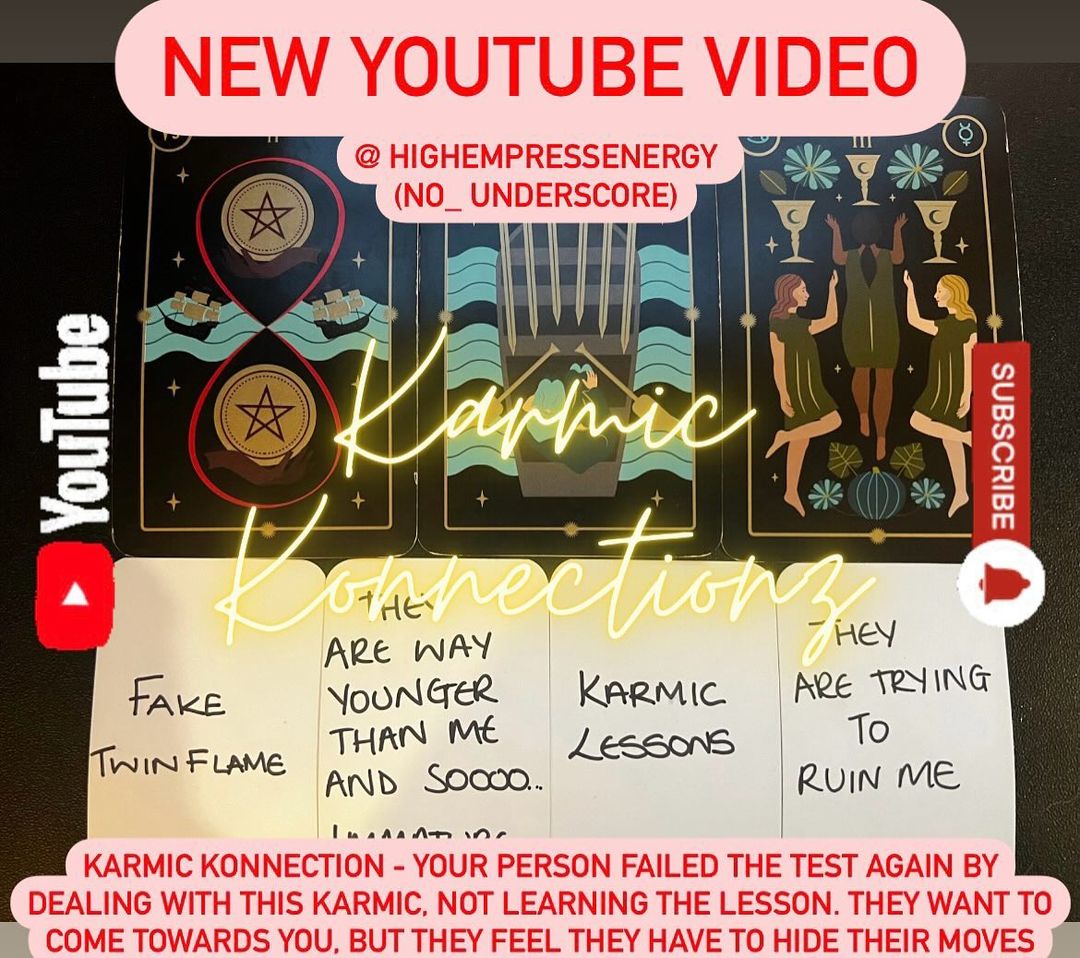 NEW YOUTUBE VIDEO
@ HIGHEMPRESSENERGY
(NO_ UNDERSCORE)
III
YouTube
SUBSCRIBE
Karmic
Konnectionz
FAKE
TWIN FLAME
THEY
ARE WAY
YOUNGER
THAN ME
AND SOOOO..
IMMATURE
KARMIC
LESSONS
THEY
ARE TRYING
TO
RUIN ME
KARMIC KONNECTION - YOUR PERSON FAILED THE TEST AGAIN BY
DEALING WITH THIS KARMIC, NOT LEARNING THE LESSON. THEY WANT TO
COME TOWARDS YOU, BUT THEY FEEL THEY HAVE TO HIDE THEIR MOVES